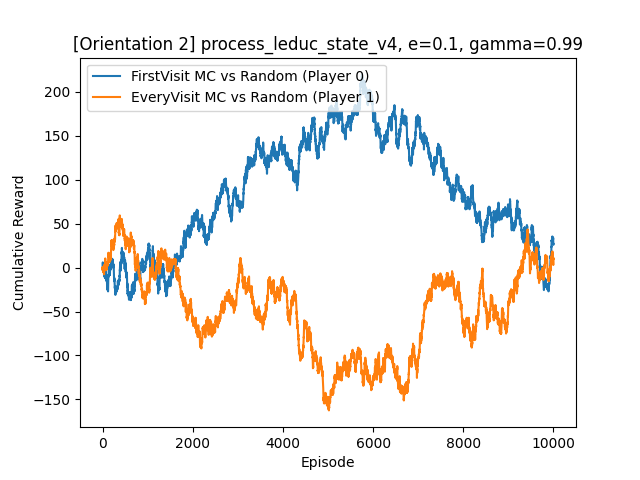 [Orientation 2] process_leduc_state_v4, e=0.1, gamma=0.99
FirstVisit MC vs Random (Player 0)
EveryVisit MC vs Random (Player 1)
Cumulative Reward
200
150
100
50
0
−50
−100
−150
0 2000 4000 6000 8000 10000
Episode